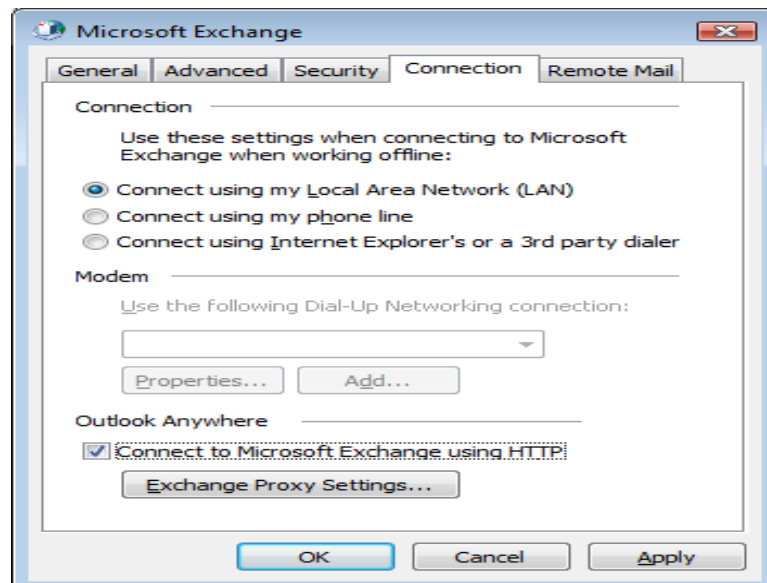 Microsoft Exchange
General Advanced Security Connection Remote Mail
Connection
Use these settings when connecting to Microsoft
Exchange when working offline:
Connect using my Local Area Network (LAN)
Connect using my phone line
Connect using Internet Explorer's or a 3rd party dialer
Modem
Use the following Dial-Up Networking connection:
Properties... Add...
Outlook Anywhere
Connect to Microsoft Exchange using HTTP
Exchange Proxy Settings...
OK Cancel Apply